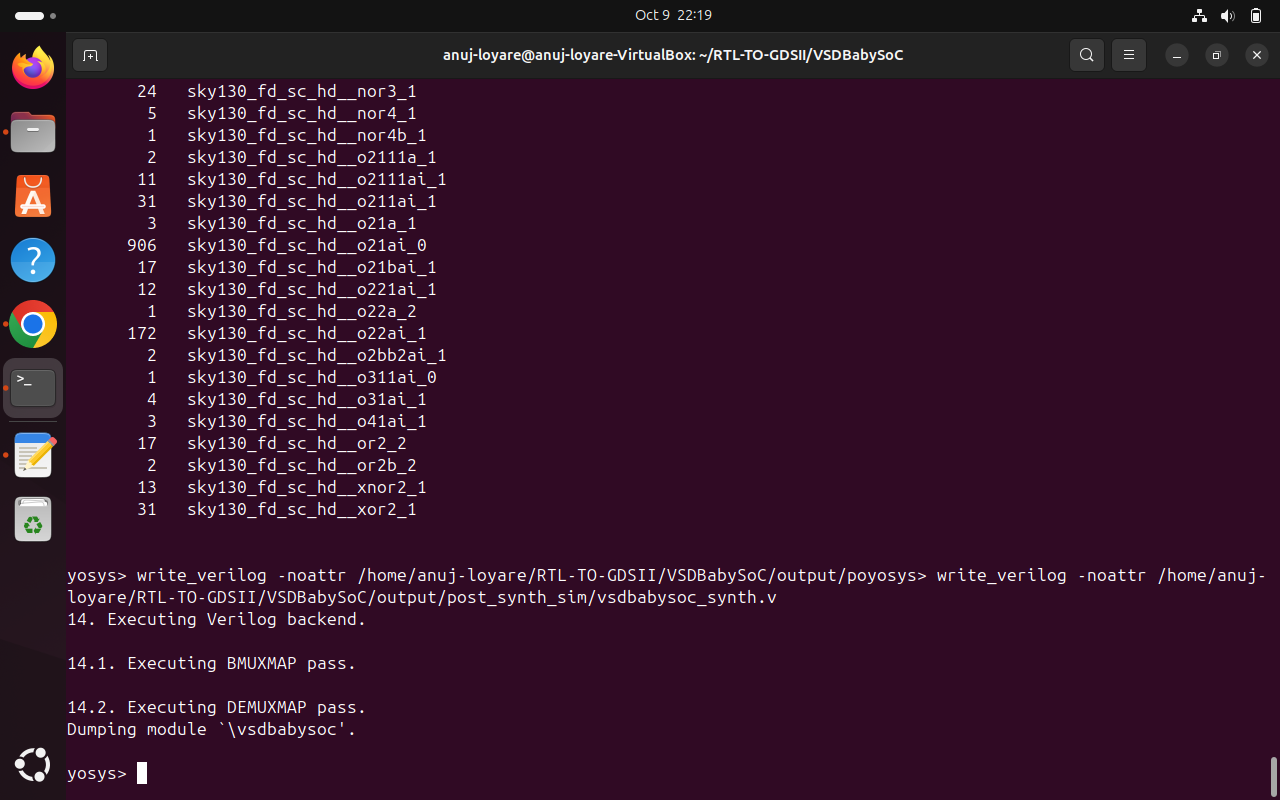 Oct 9 22:19
anuj-loyare@anuj-loyare-VirtualBox: ~/RTL-TO-GDSII/VSDBabySoC
24 sky130_fd_sc_hd__nor3_1
5 sky130_fd_sc_hd__nor4_1
1 sky130_fd_sc_hd__nor4b_1
2 sky130_fd_sc_hd__o2111a_1
11 sky130_fd_sc_hd__o2111ai_1
31 sky130_fd_sc_hd__o211ai_1
3 sky130_fd_sc_hd__o21a_1
906 sky130_fd_sc_hd__o21ai_0
17 sky130_fd_sc_hd__o21bai_1
12 sky130_fd_sc_hd__o221ai_1
1 sky130_fd_sc_hd__o22a_2
172 sky130_fd_sc_hd__o22ai_1
2 sky130_fd_sc_hd__o2bb2ai_1
1 sky130_fd_sc_hd__o311ai_0
4 sky130_fd_sc_hd__o31ai_1
3 sky130_fd_sc_hd__o41ai_1
17 sky130_fd_sc_hd__or2_2
2 sky130_fd_sc_hd__or2b_2
13 sky130_fd_sc_hd__xnor2_1
31 sky130_fd_sc_hd__xor2_1
yosys> write_verilog -noattr /home/anuj-loyare/RTL-TO-GDSII/VSDBabySoC/output/poyosys> write_verilog -noattr /home/anuj-
loyare/RTL-TO-GDSII/VSDBabySoC/output/post_synth_sim/vsdbabysoc_synth.v
14. Executing Verilog backend.
14.1. Executing BMUXMAP pass.
14.2. Executing DEMUXMAP pass.
Dumping module `\vsdbabysoc'.
yosys>